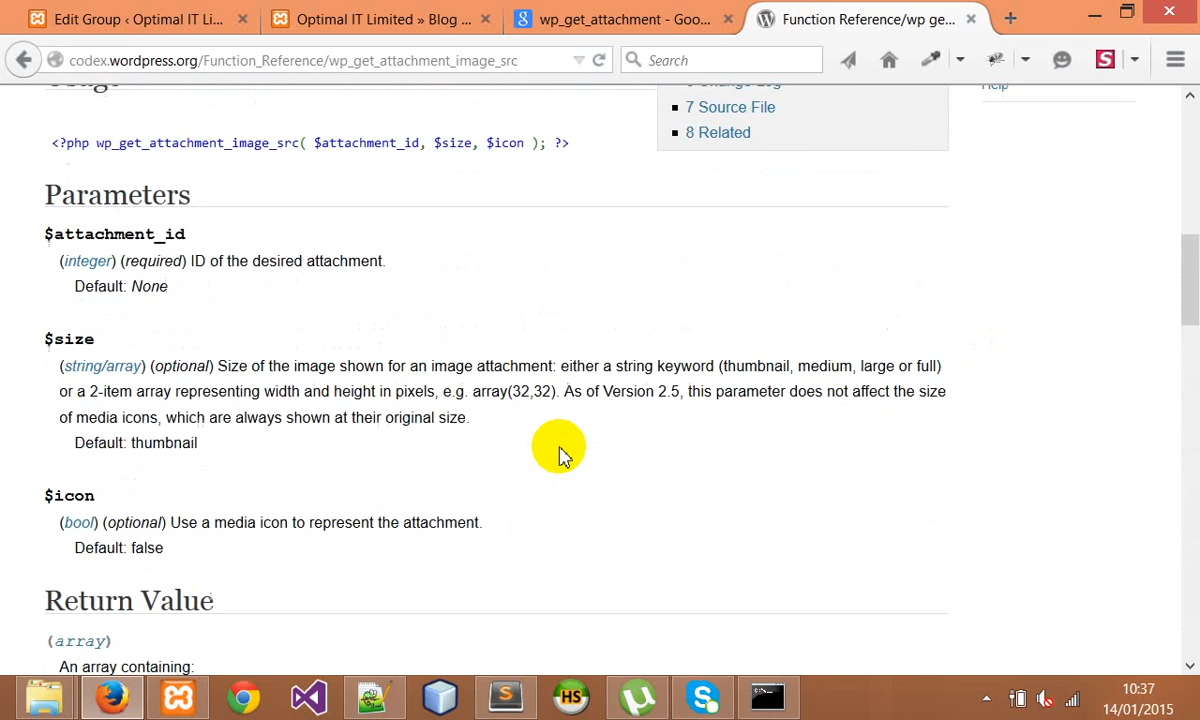 Edit Group ‹ Optimal IT Li...
Optimal IT Limited » Blog ...
wp_get_attachment - Goo...
Function Reference/wp ge...
codex.wordpress.org/Function_Reference/wp_get_attachment_image_src
Search
Usage
6 Change Log
Help
7 Source File
8 Related
<?php wp_get_attachment_image_src( $attachment_id, $size, $icon ); ?>
Parameters
$attachment_id
(integer) (required) ID of the desired attachment.
Default: None
$size
(string/array) (optional) Size of the image shown for an image attachment: either a string keyword (thumbnail, medium, large or full)
or a 2-item array representing width and height in pixels, e.g. array(32,32). As of Version 2.5, this parameter does not affect the size
of media icons, which are always shown at their original size.
Default: thumbnail
$icon
(bool) (optional) Use a media icon to represent the attachment.
Default: false
Return Value
(array)
An array containing:
HS
10:37
14/01/2015